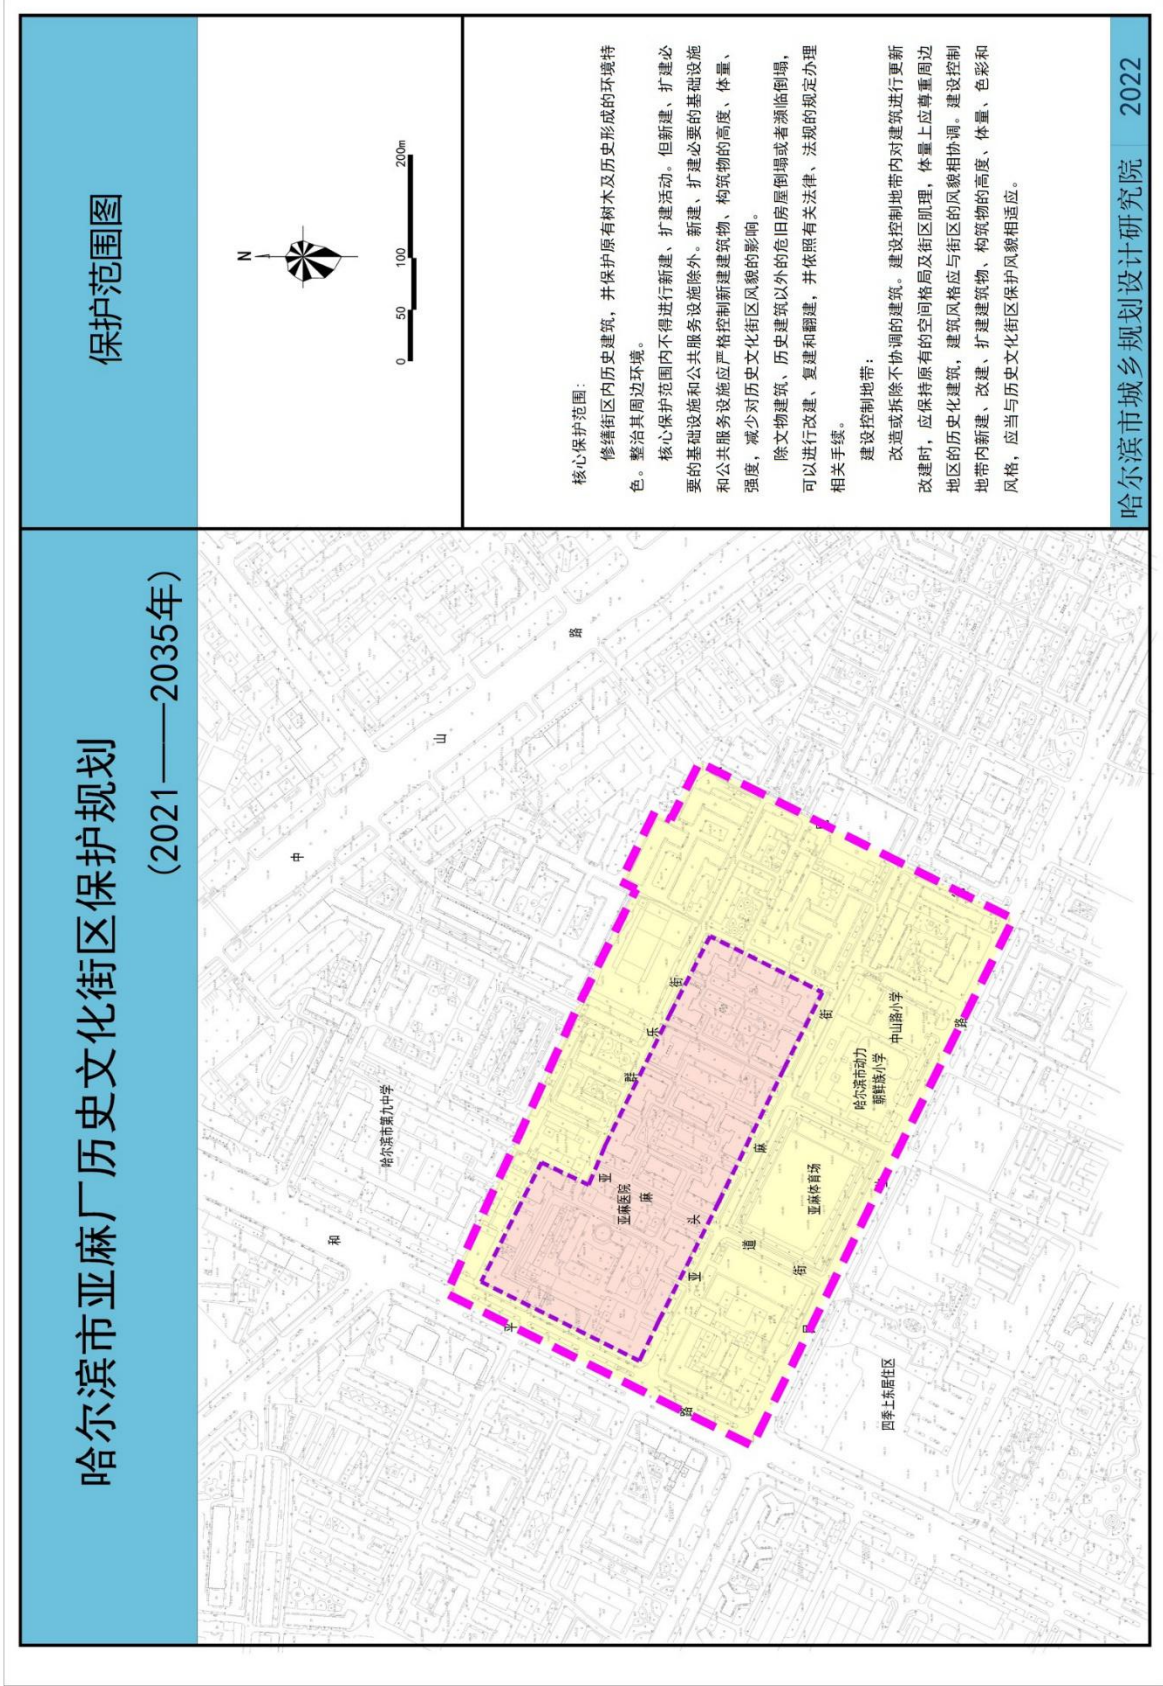 哈尔滨市亚麻厂历史文化街区保护规划
(2021——2035年)
保护范围图
N
0
50
100
200m
核心保护范围：
修缮街区内历史建筑，并保护原有树木及历史形成的环境特
色。整治其周边环境。
核心保护范围内不得进行新建、扩建活动。但新建、扩建必
要的基础设施和公共服务设施除外。新建、扩建必要的基础设施
和公共服务设施应严格控制新建建筑物、构筑物的高度、体量、
强度，减少对历史文化街区风貌的影响。
除文物建筑、历史建筑以外的危旧房屋倒塌或者濒临倒塌，
可以进行改建、复建和翻建，并依照有关法律、法规的规定办理
相关手续。
建设控制地带：
改造或拆除不协调的建筑。建设控制地带内对建筑进行更新
改建时，应保持原有的空间格局及街区肌理，体量上应尊重周边
地区的历史化建筑，建筑风格应与街区的风貌相协调。建设控制
地带内新建、改建、扩建建筑物、构筑物的高度、体量、色彩和
风格，应当与历史文化街区保护风貌相适应。
哈尔滨市城乡规划设计研究院
2022
中
山
路
和
平
路
哈尔滨市第九中学
群
乐
街
亚
麻
头
道
街
亚麻医院
亚
麻
街
亚麻体育场
哈尔滨市动力
朝鲜族小学
中山路小学
路
四季上东居住区